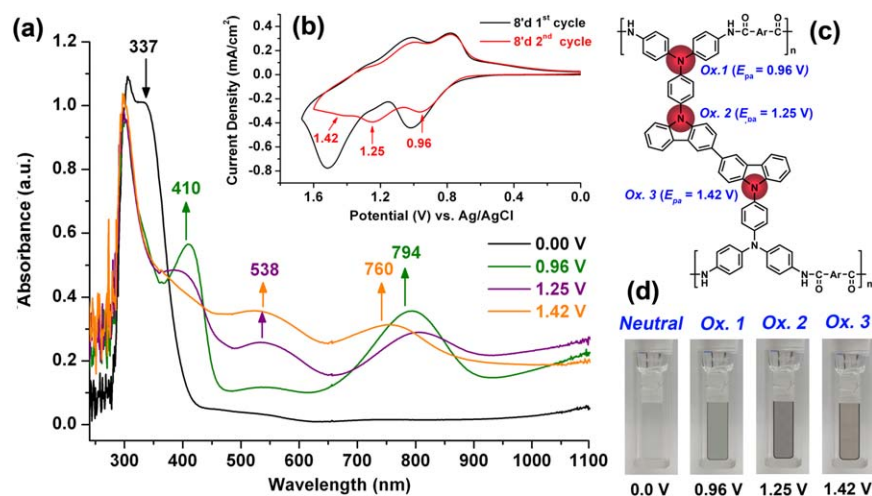 (a)
1.2
1.0
0.8
0.6
0.4
0.2
0.0
Absorbance (a.u.)
300 400 500 600 700 800 900 1000 1100
Wavelength (nm)
337
410
538
760
794
0.00 V
0.96 V
1.25 V
1.42 V
(b)
Current Density (mA/cm²)
0.4
0.2
0.0
-0.2
-0.4
-0.6
-0.8
8'd 1st cycle
8'd 2nd cycle
1.42
1.25
0.96
1.6 1.2 0.8 0.4 0.0
Potential (V) vs. Ag/AgCl
(c)
HN
NH-C-Ar-C
O O
n
N
Ox.1 (Epa = 0.96 V)
Ox. 2 (Epa = 1.25 V)
N
N
Ox. 3 (Epa = 1.42 V)
N
HN
NH-C-Ar-C
O O
n
(d)
Neutral Ox. 1 Ox. 2 Ox. 3
0.0 V 0.96 V 1.25 V 1.42 V